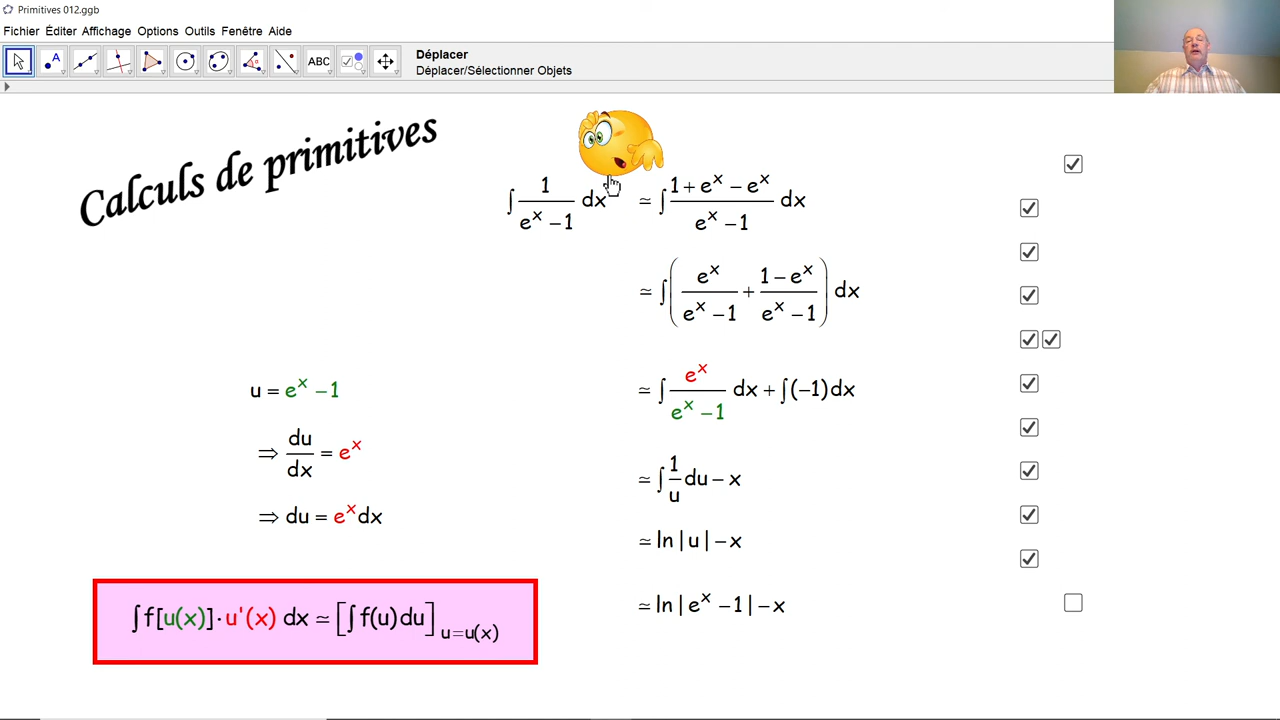 Primitives 012.ggb
Fichier Éditer Affichage Options Outils Fenêtre Aide
A ABC
Déplacer
Déplacer/Sélectionner Objets
Calculs de primitives
∫ 1/(eˣ − 1) dx ≃ ∫ (1 + eˣ − eˣ)/(eˣ − 1) dx
≃ ∫ ( eˣ/(eˣ − 1) + (1 − eˣ)/(eˣ − 1) ) dx
u = eˣ − 1
≃ ∫ eˣ/(eˣ − 1) dx + ∫(−1)dx
⇒ du/dx = eˣ
≃ ∫ 1/u du − x
⇒ du = eˣdx
≃ ln|u| − x
≃ ln|eˣ − 1| − x
∫f[u(x)]·u'(x) dx ≃ [∫f(u)du] u=u(x)